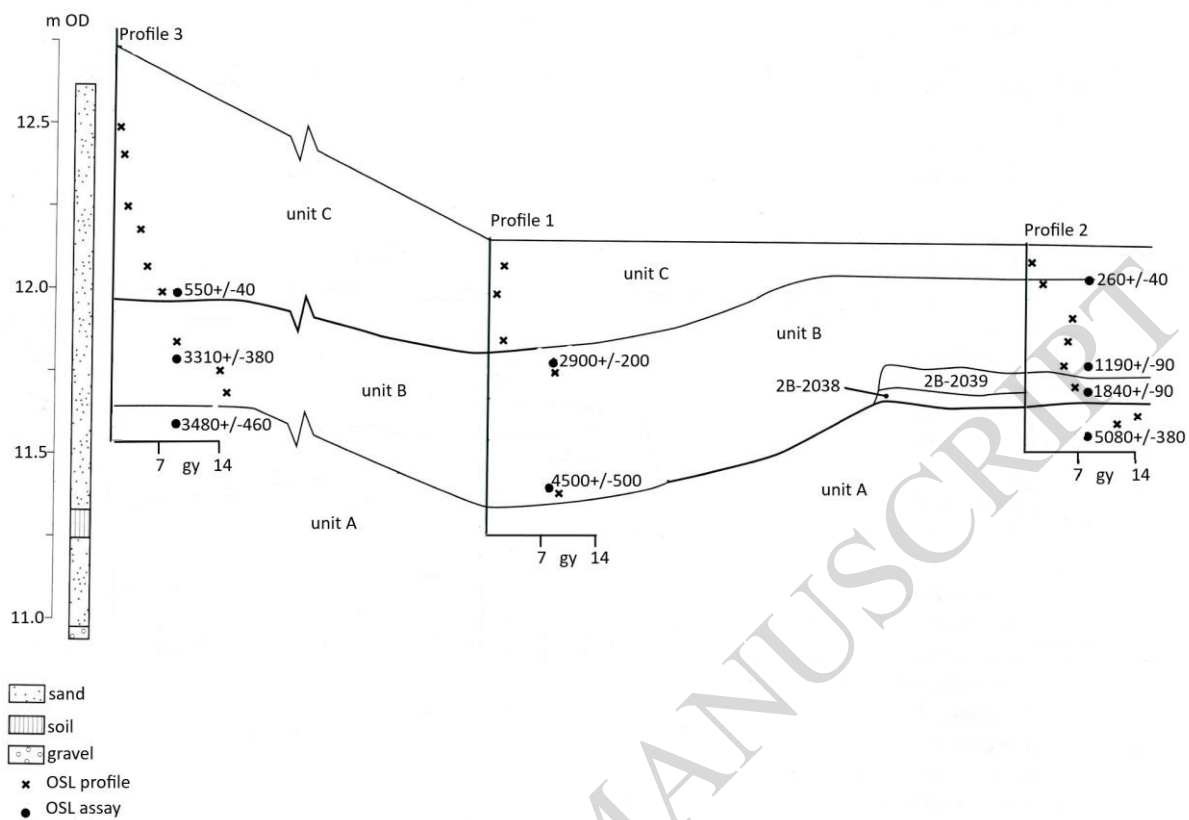 m OD
Profile 3
12.5
unit C
Profile 1
Profile 2
unit C
12.0
550+/-40
260+/-40
unit B
3310+/-380
2900+/-200
1190+/-90
unit B
2B-2038
2B-2039
1840+/-90
11.5
3480+/-460
5080+/-380
7 gy 14
4500+/-500
7 gy 14
unit A
unit A
7 gy 14
11.0
sand
soil
gravel
OSL profile
OSL assay
MANUSCRIPT